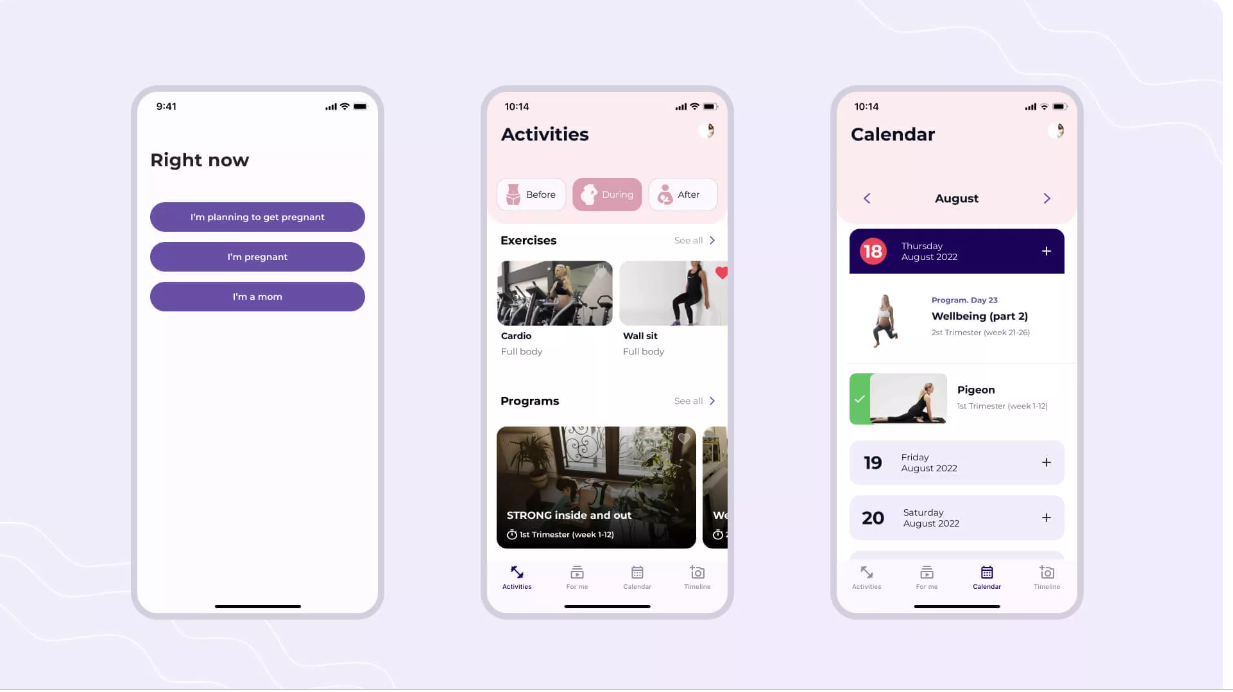 9:41
Right now
I'm planning to get pregnant
I'm pregnant
I'm a mom
10:14
Activities
Before
During
After
Exercises
See all
Cardio
Full body
Wall sit
Full body
Programs
See all
STRONG inside and out
1st Trimester (week 1-12)
We
Activities
For me
Calendar
Timeline
10:14
Calendar
August
18
Thursday
August 2022
Program. Day 23
Wellbeing (part 2)
2st Trimester (week 21-26)
Pigeon
1st Trimester (week 1-12)
19
Friday
August 2022
20
Saturday
August 2022
Activities
For me
Calendar
Timeline